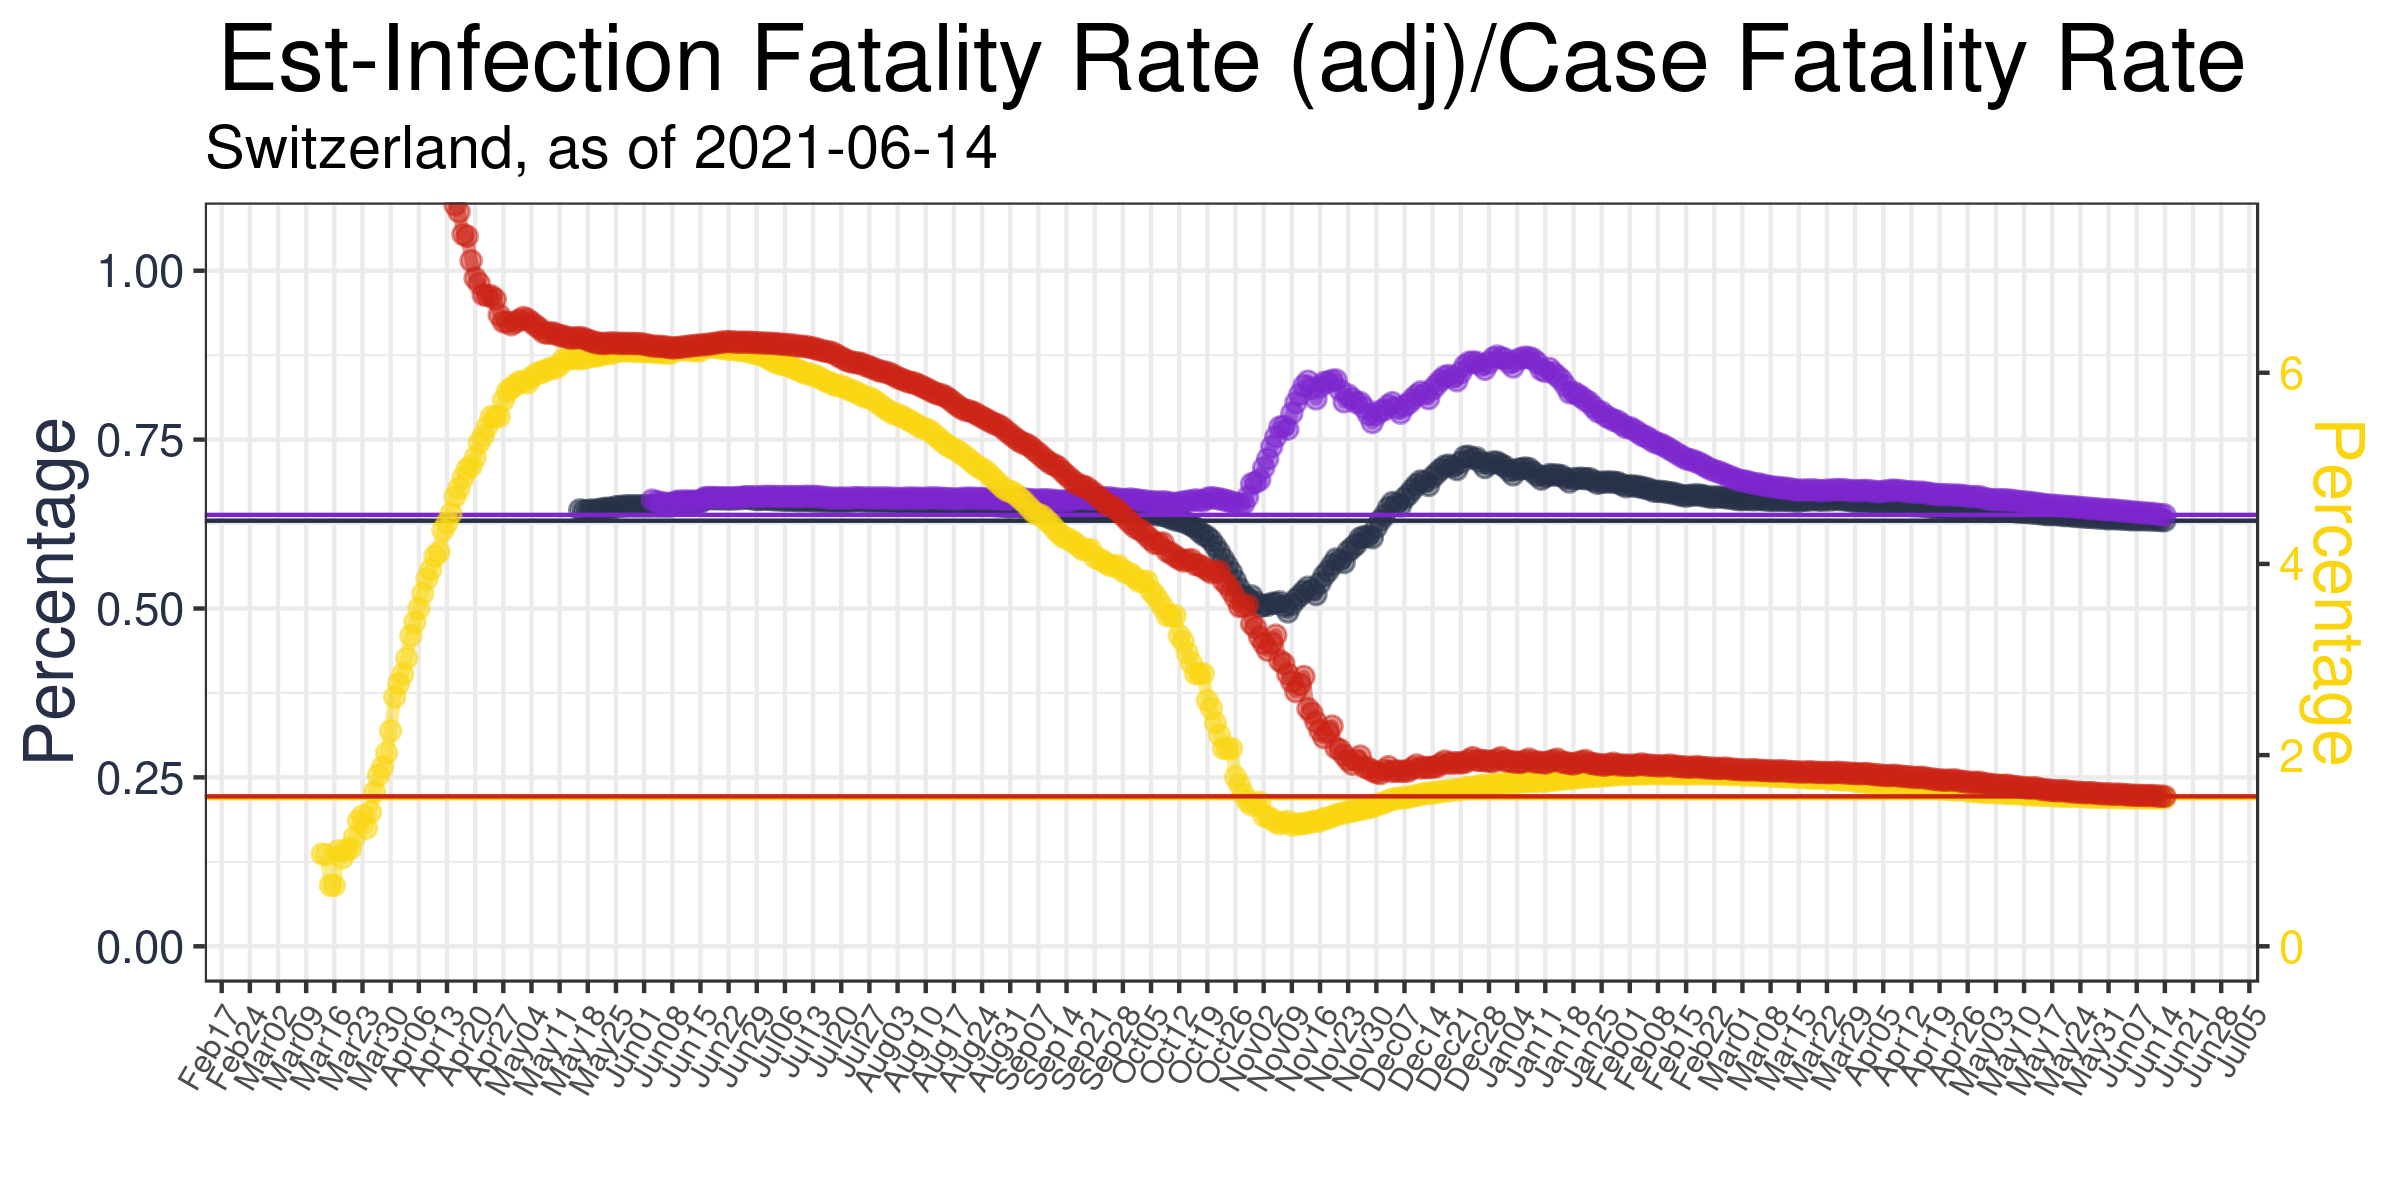 Est-Infection Fatality Rate (adj)/Case Fatality Rate
Switzerland, as of 2021-06-14
Percentage
1.00
0.75
0.50
0.25
0.00
6
4
2
0
Percentage
Feb17
Feb24
Mar02
Mar09
Mar16
Mar23
Mar30
Apr06
Apr13
Apr20
Apr27
May04
May11
May18
May25
Jun01
Jun08
Jun15
Jun22
Jun29
Jul06
Jul13
Jul20
Jul27
Aug03
Aug10
Aug17
Aug24
Aug31
Sep07
Sep14
Sep21
Sep28
Oct05
Oct12
Oct19
Oct26
Nov02
Nov09
Nov16
Nov23
Nov30
Dec07
Dec14
Dec21
Dec28
Jan04
Jan11
Jan18
Jan25
Feb01
Feb08
Feb15
Feb22
Mar01
Mar08
Mar15
Mar22
Mar29
Apr05
Apr12
Apr19
Apr26
May03
May10
May17
May24
May31
Jun07
Jun14
Jun21
Jun28
Jul05